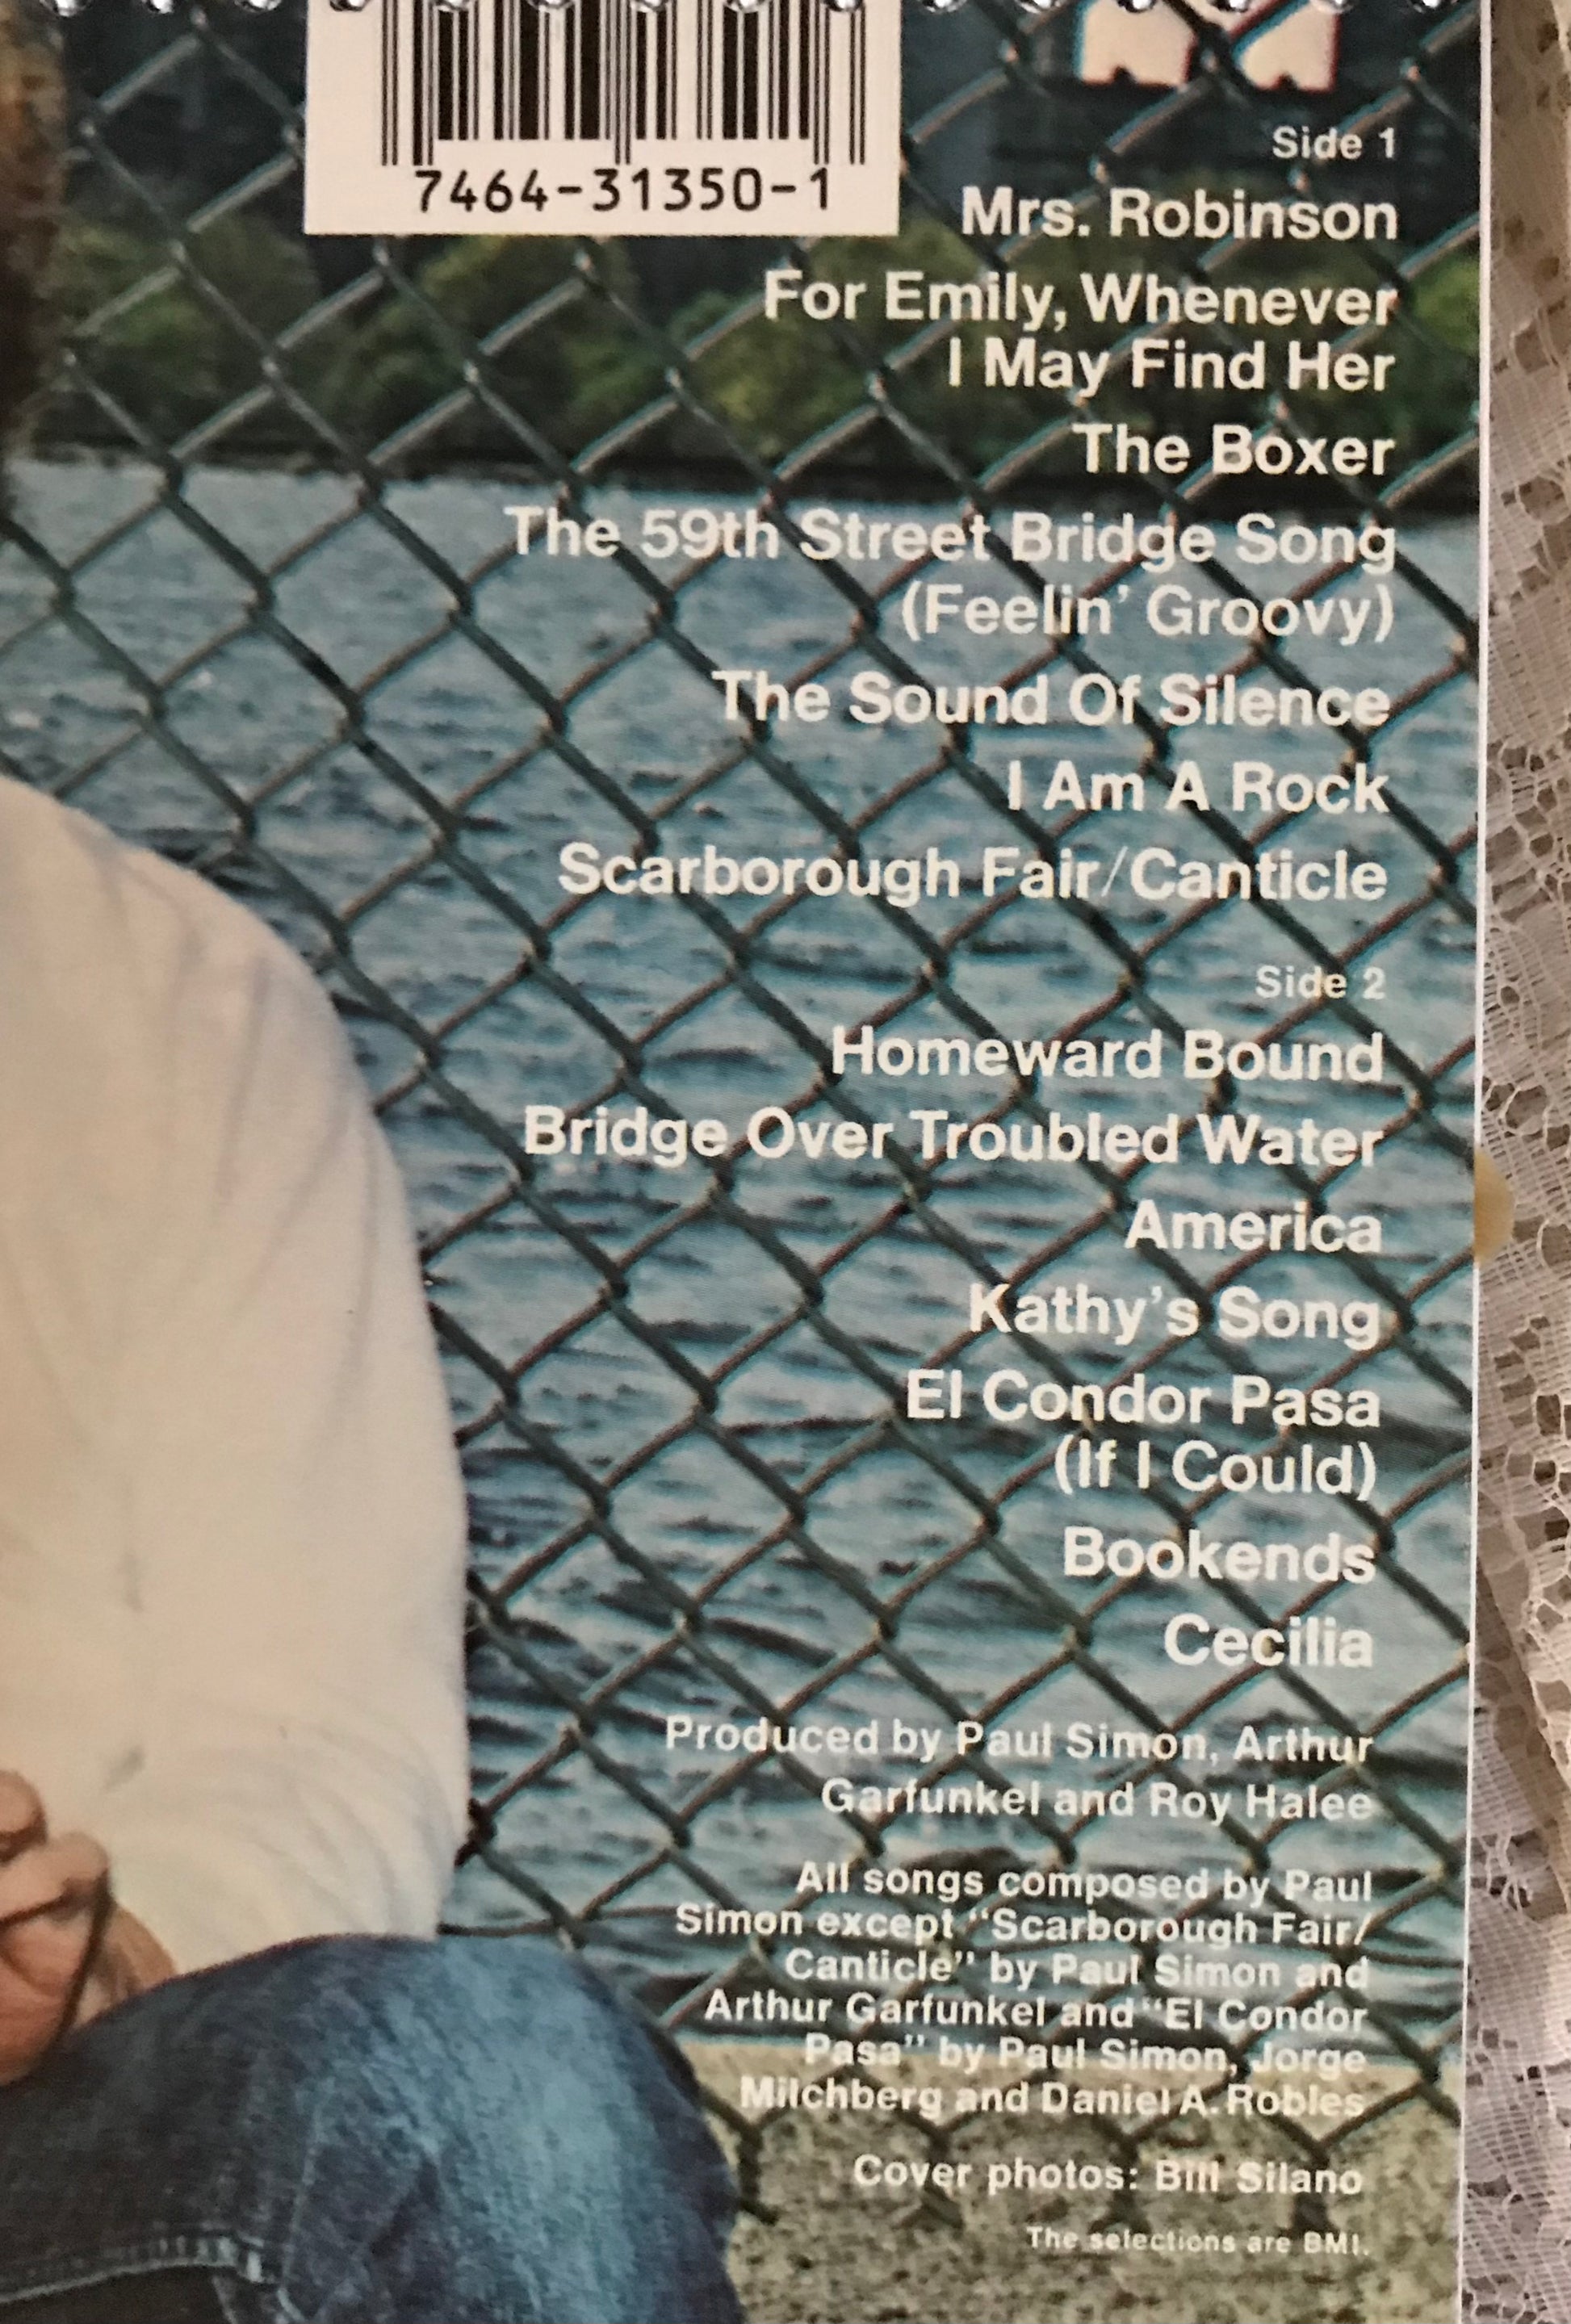 7464-31350-1
Side 1
Mrs. Robinson
For Emily, Whenever
I May Find Her
The Boxer
The 59th Street Bridge Song
(Feelin' Groovy)
The Sound Of Silence
I Am A Rock
Scarborough Fair/Canticle
Side 2
Homeward Bound
Bridge Over Troubled Water
America
Kathy's Song
El Condor Pasa
(If I Could)
Bookends
Cecilia
Produced by Paul Simon, Arthur
Garfunkel and Roy Halee
All songs composed by Paul
Simon except "Scarborough Fair/
Canticle" by Paul Simon and
Arthur Garfunkel and "El Condor
Pasa" by Paul Simon, Jorge
Milchberg and Daniel A. Robles
Cover photos: Bill Silano
The selections are BMI.